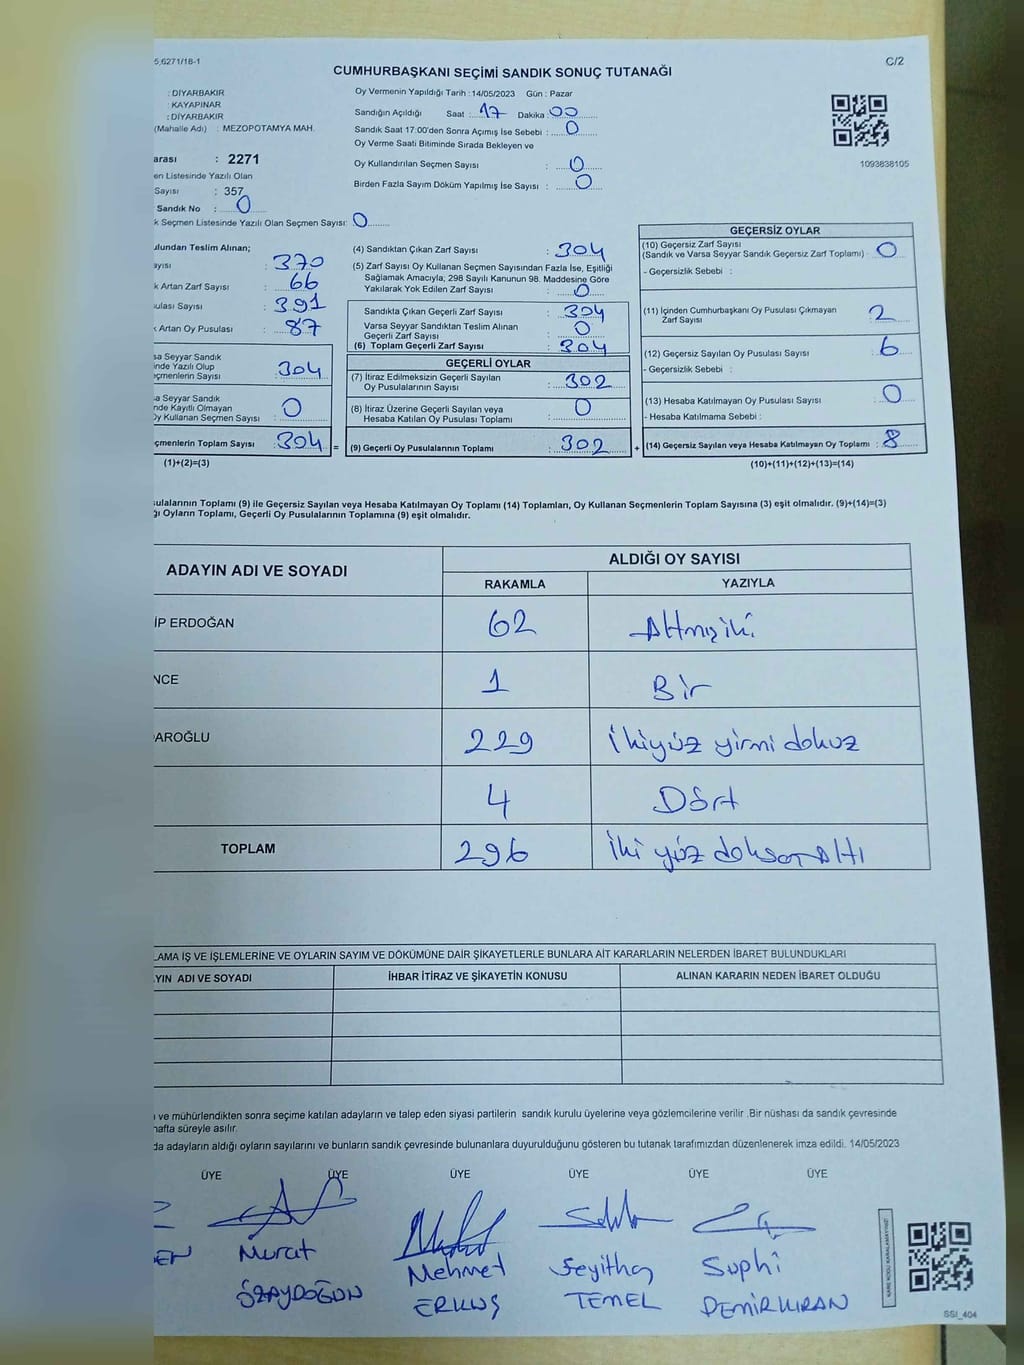 5,6271/18-1
C/2
CUMHURBAŞKANI SEÇİMİ SANDIK SONUÇ TUTANAĞI
: DİYARBAKIR
: KAYAPINAR
: DİYARBAKIR
(Mahalle Adı) : MEZOPOTAMYA MAH.
arası : 2271
en Listesinde Yazılı Olan
Sayısı : 357
Sandık No : 0
k Seçmen Listesinde Yazılı Olan Seçmen Sayısı: 0
Oy Vermenin Yapıldığı Tarih :14/05/2023 Gün : Pazar
Sandığın Açıldığı Saat : 17 Dakika : 00
Sandık Saat 17:00'den Sonra Açılmış İse Sebebi : 0
Oy Verme Saati Bitiminde Sırada Bekleyen ve
Oy Kullandırılan Seçmen Sayısı : 0
Birden Fazla Sayım Döküm Yapılmış İse Sayısı : 0
1093838105
ulundan Teslim Alınan;
ayısı : 370
k Artan Zarf Sayısı : 66
ulası Sayısı : 391
k Artan Oy Pusulası : 87
sa Seyyar Sandık
inde Yazılı Olup
eçmenlerin Sayısı : 304
sa Seyyar Sandık
nde Kayıtlı Olmayan
Oy Kullanan Seçmen Sayısı : 0
çmenlerin Toplam Sayısı : 304 =
(1)+(2)=(3)
(4) Sandıktan Çıkan Zarf Sayısı : 304
(5) Zarf Sayısı Oy Kullanan Seçmen Sayısından Fazla İse, Eşitliği
Sağlamak Amacıyla; 298 Sayılı Kanunun 98. Maddesine Göre
Yakılarak Yok Edilen Zarf Sayısı : 0
Sandıkta Çıkan Geçerli Zarf Sayısı : 304
Varsa Seyyar Sandıktan Teslim Alınan
Geçerli Zarf Sayısı : 0
(6) Toplam Geçerli Zarf Sayısı : 304
GEÇERLİ OYLAR
(7) İtiraz Edilmeksizin Geçerli Sayılan
Oy Pusulalarının Sayısı : 302
(8) İtiraz Üzerine Geçerli Sayılan veya
Hesaba Katılan Oy Pusulası Toplamı : 0
(9) Geçerli Oy Pusulalarının Toplamı : 302 +
GEÇERSİZ OYLAR
(10) Geçersiz Zarf Sayısı
(Sandık ve Varsa Seyyar Sandık Geçersiz Zarf Toplamı) : 0
- Geçersizlik Sebebi :
(11) İçinden Cumhurbaşkanı Oy Pusulası Çıkmayan
Zarf Sayısı : 2
(12) Geçersiz Sayılan Oy Pusulası Sayısı : 6
- Geçersizlik Sebebi :
(13) Hesaba Katılmayan Oy Pusulası Sayısı : 0
- Hesaba Katılmama Sebebi :
(14) Geçersiz Sayılan veya Hesaba Katılmayan Oy Toplamı : 8
(10)+(11)+(12)+(13)=(14)
sulalarının Toplamı (9) ile Geçersiz Sayılan veya Hesaba Katılmayan Oy Toplamı (14) Toplamları, Oy Kullanan Seçmenlerin Toplam Sayısına (3) eşit olmalıdır. (9)+(14)=(3)
ğı Oyların Toplamı, Geçerli Oy Pusulalarının Toplamına (9) eşit olmalıdır.
ADAYIN ADI VE SOYADI
ALDIĞI OY SAYISI
RAKAMLA YAZIYLA
İP ERDOĞAN 62 Altmışiki
NCE 1 Bir
DAROĞLU 229 İkiyüz yirmi dokuz
4 Dört
TOPLAM 296 İki yüz doksan Altı
LAMA İŞ VE İŞLEMLERİNE VE OYLARIN SAYIM VE DÖKÜMÜNE DAİR ŞİKAYETLERLE BUNLARA AİT KARARLARIN NELERDEN İBARET BULUNDUKLARI
YIN ADI VE SOYADI İHBAR İTİRAZ VE ŞİKAYETİN KONUSU ALINAN KARARIN NEDEN İBARET OLDUĞU
ı ve mühürlendikten sonra seçime katılan adayların ve talep eden siyasi partilerin sandık kurulu üyelerine veya gözlemcilerine verilir .Bir nüshası da sandık çevresinde
hafta süreyle asılır.
da adayların aldığı oyların sayılarını ve bunların sandık çevresinde bulunanlara duyurulduğunu gösteren bu tutanak tarafımızdan düzenlenerek imza edildi. 14/05/2023
ÜYE ÜYE ÜYE ÜYE ÜYE ÜYE
Murat Mehmet Seyithan Suphi
ÖZAYDOĞUN ERKUŞ TEMEL DEMİRKIRAN
KARE KODU KARALAMAYINIZ!
SSİ_404